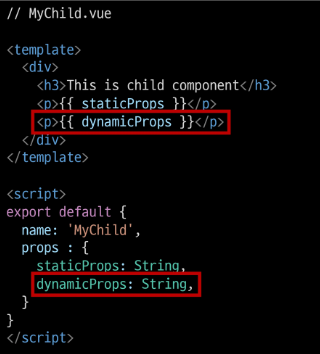 // MyChild.vue
<template>
<div>
<h3>This is child component</h3>
<p>{{ staticProps }}</p>
<p>{{ dynamicProps }}</p>
</div>
</template>
<script>
export default {
name: 'MyChild',
props : {
staticProps: String,
dynamicProps: String,
}
}
</script>